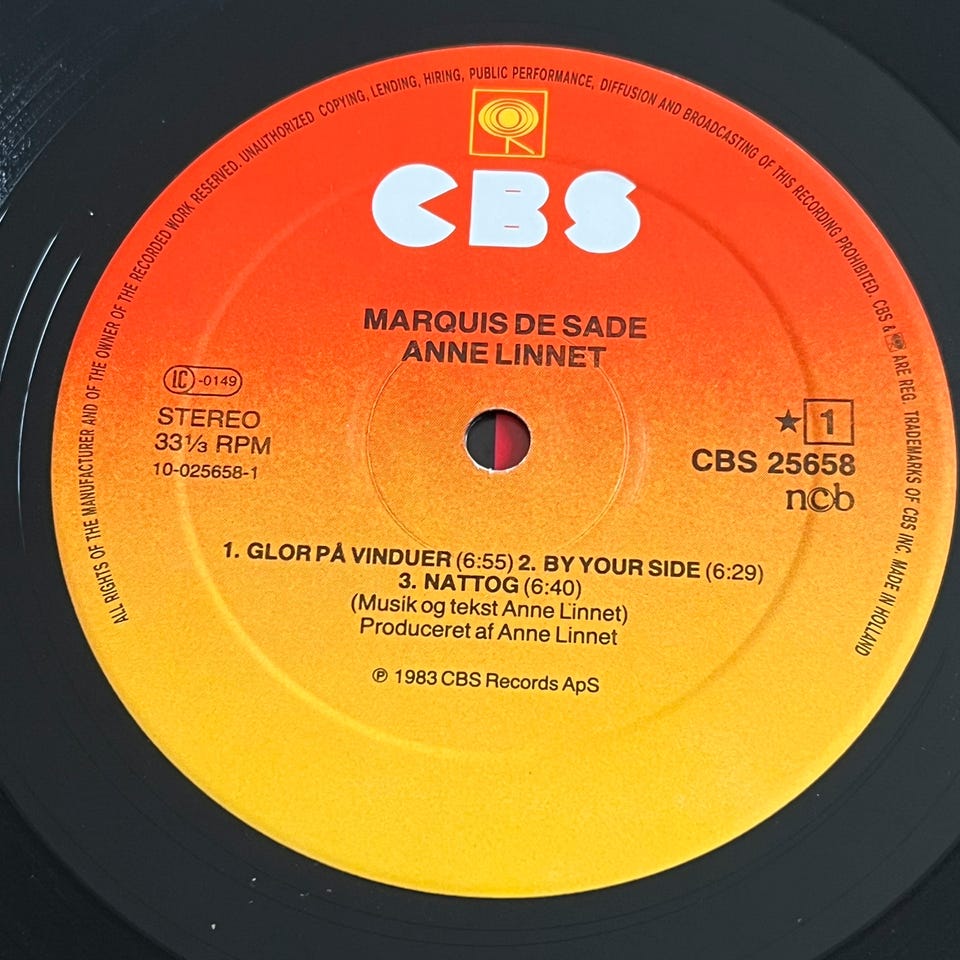 ALL RIGHTS OF THE MANUFACTURER AND OF THE OWNER OF THE RECORDED WORK RESERVED. UNAUTHORIZED COPYING, LENDING, HIRING, PUBLIC PERFORMANCE, DIFFUSION AND BROADCASTING OF THIS RECORDING PROHIBITED. CBS & ARE REG. TRADEMARKS OF CBS INC. MADE IN HOLLAND
CBS
MARQUIS DE SADE
ANNE LINNET
LC -0149
STEREO
33⅓ RPM
10-025658-1
★ 1
CBS 25658
ncb
1. GLOR PÅ VINDUER (6:55) 2. BY YOUR SIDE (6:29)
3. NATTOG (6:40)
(Musik og tekst Anne Linnet)
Produceret af Anne Linnet
℗ 1983 CBS Records ApS